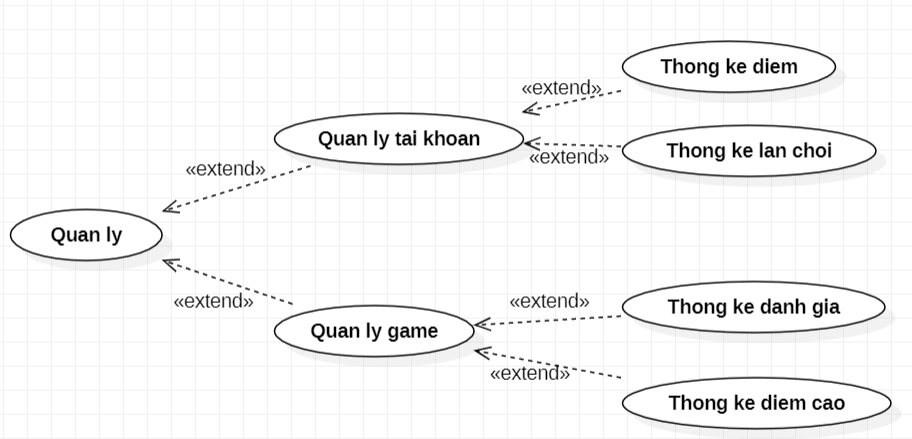 Thong ke diem
«extend»
Quan ly tai khoan
Thong ke lan choi
«extend»
«extend»
Quan ly
«extend»
Quan ly game
«extend»
Thong ke danh gia
«extend»
Thong ke diem cao